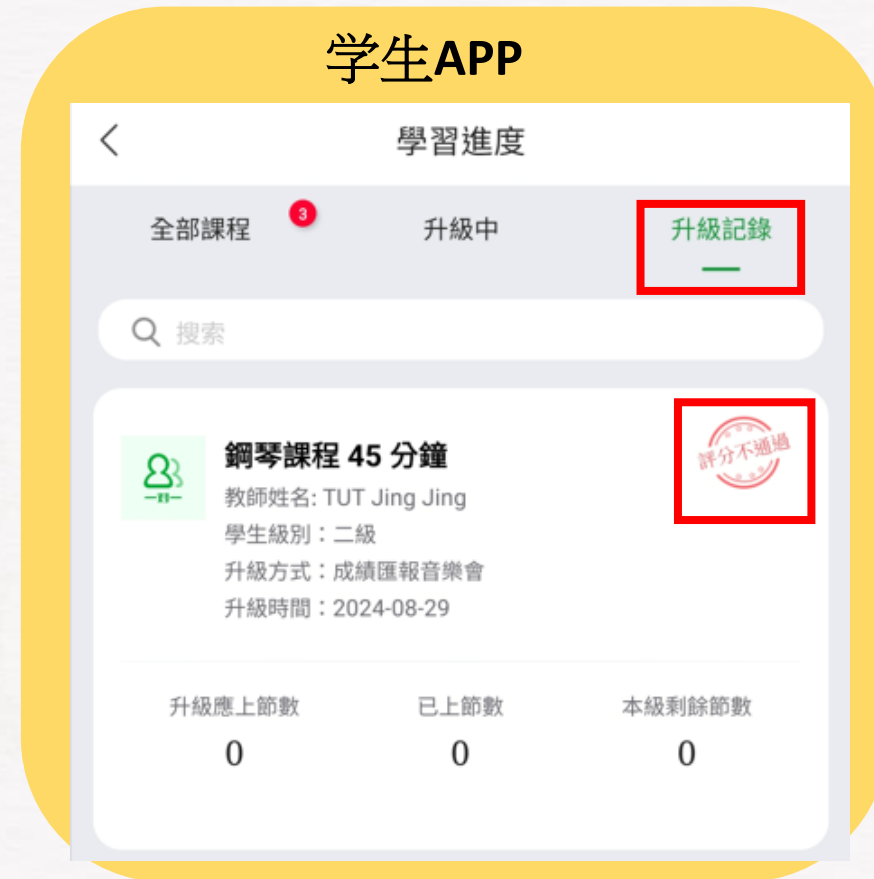 学生APP
學習進度
全部課程 3 升級中 升級記錄
搜索
鋼琴課程 45 分鐘
評分不通過
教師姓名: TUT Jing Jing
學生級別：二級
升級方式：成績匯報音樂會
升級時間：2024-08-29
升級應上節數 已上節數 本級剩餘節數
0 0 0